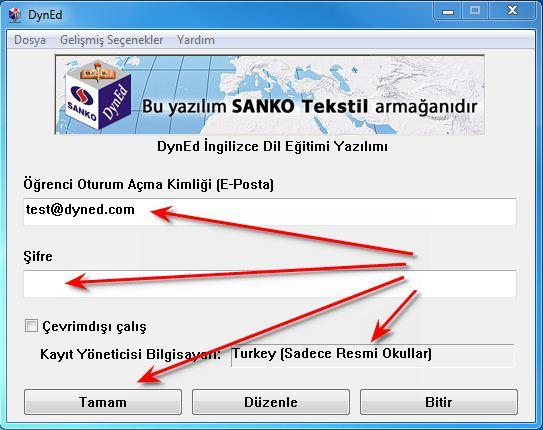 DynEd
Dosya Gelişmiş Seçenekler Yardım
SANKO
DynEd
Bu yazılım SANKO Tekstil armağanıdır
DynEd İngilizce Dil Eğitimi Yazılımı
Öğrenci Oturum Açma Kimliği (E-Posta)
test@dyned.com
Şifre
Çevrimdışı çalış
Kayıt Yöneticisi Bilgisayarı: Turkey (Sadece Resmi Okullar)
Tamam Düzenle Bitir